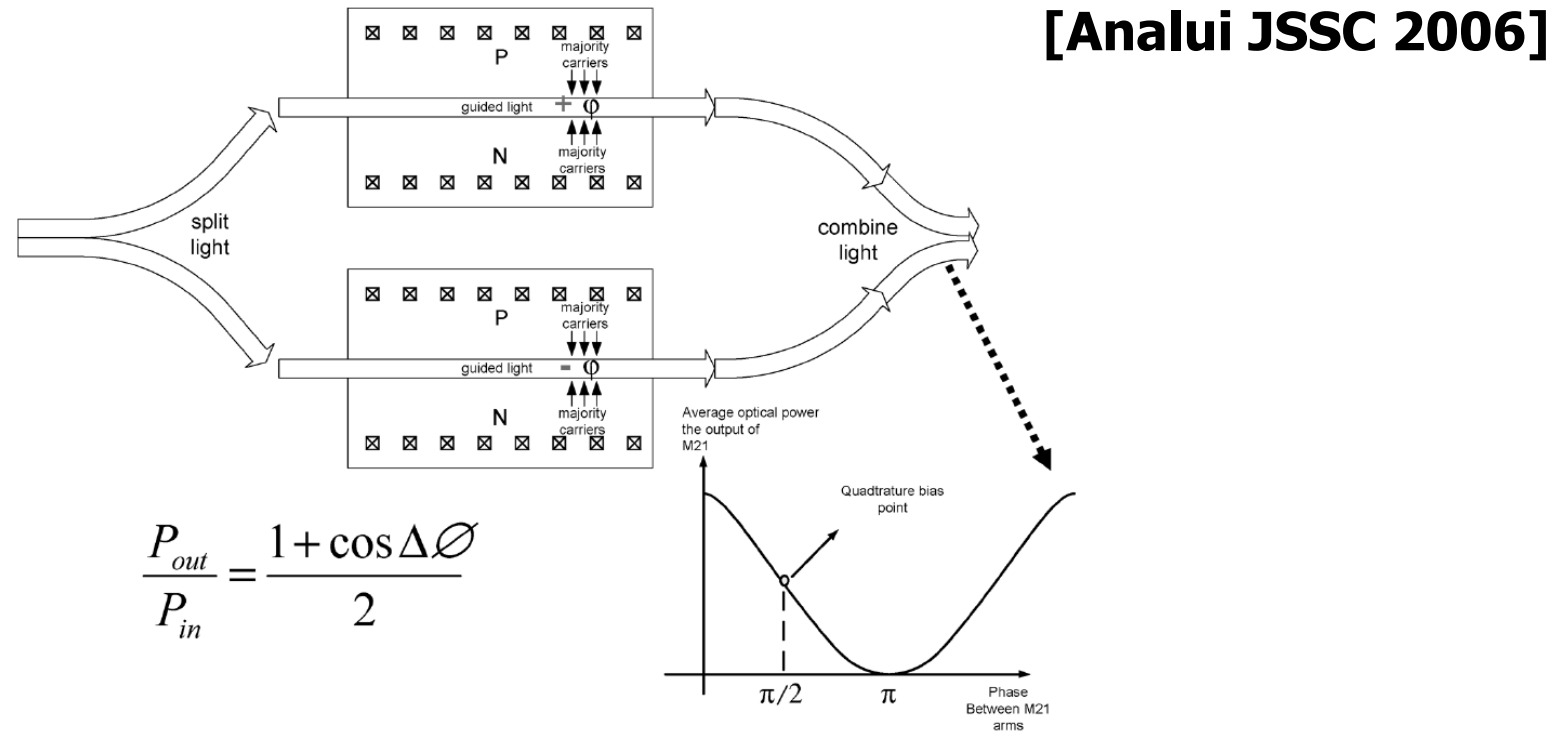 [Analui JSSC 2006]
P
majority
carriers
guided light + φ
majority
carriers
N
split
light
combine
light
P
majority
carriers
guided light - φ
majority
carriers
N
Average optical power
the output of
M21
Quadtrature bias
point
π/2
π
Phase
Between M21
arms
P_out / P_in = (1 + cos Δ∅) / 2